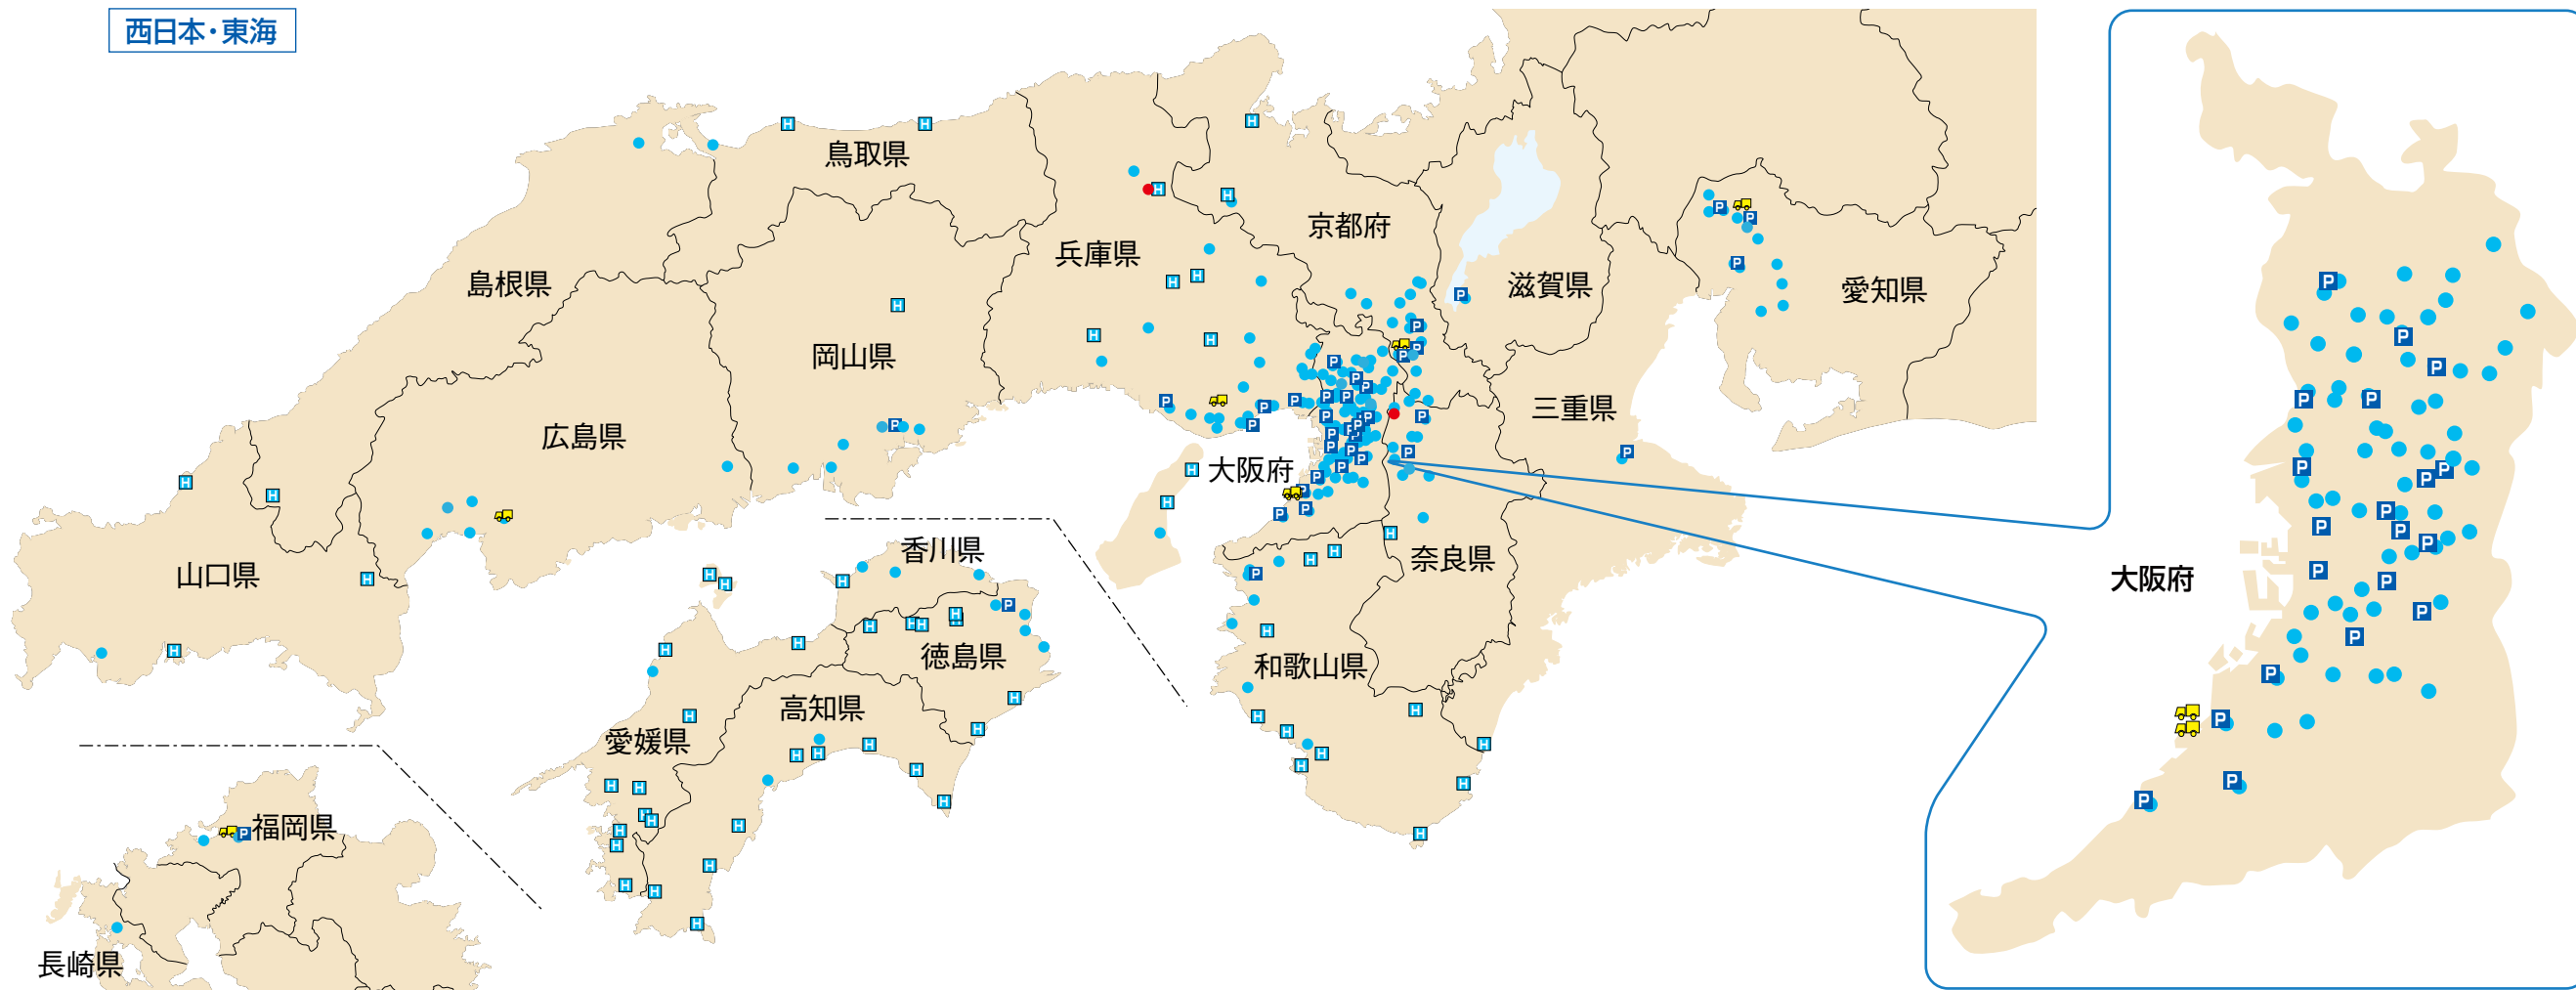 西日本・東海
鳥取県
京都府
兵庫県
島根県
滋賀県
愛知県
岡山県
三重県
広島県
大阪府
香川県
奈良県
山口県
大阪府
徳島県
和歌山県
高知県
愛媛県
福岡県
長崎県